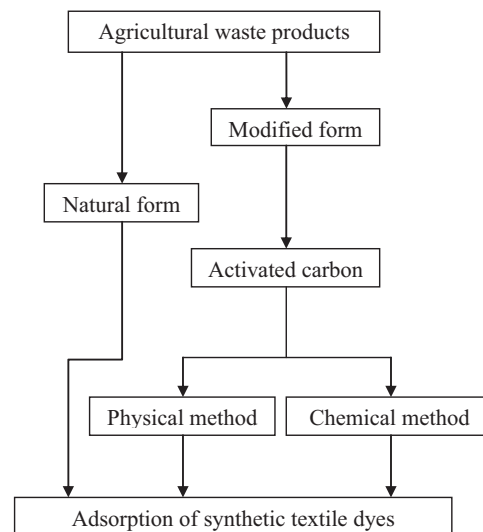 Agricultural waste products
Modified form
Natural form
Activated carbon
Physical method
Chemical method
Adsorption of synthetic textile dyes